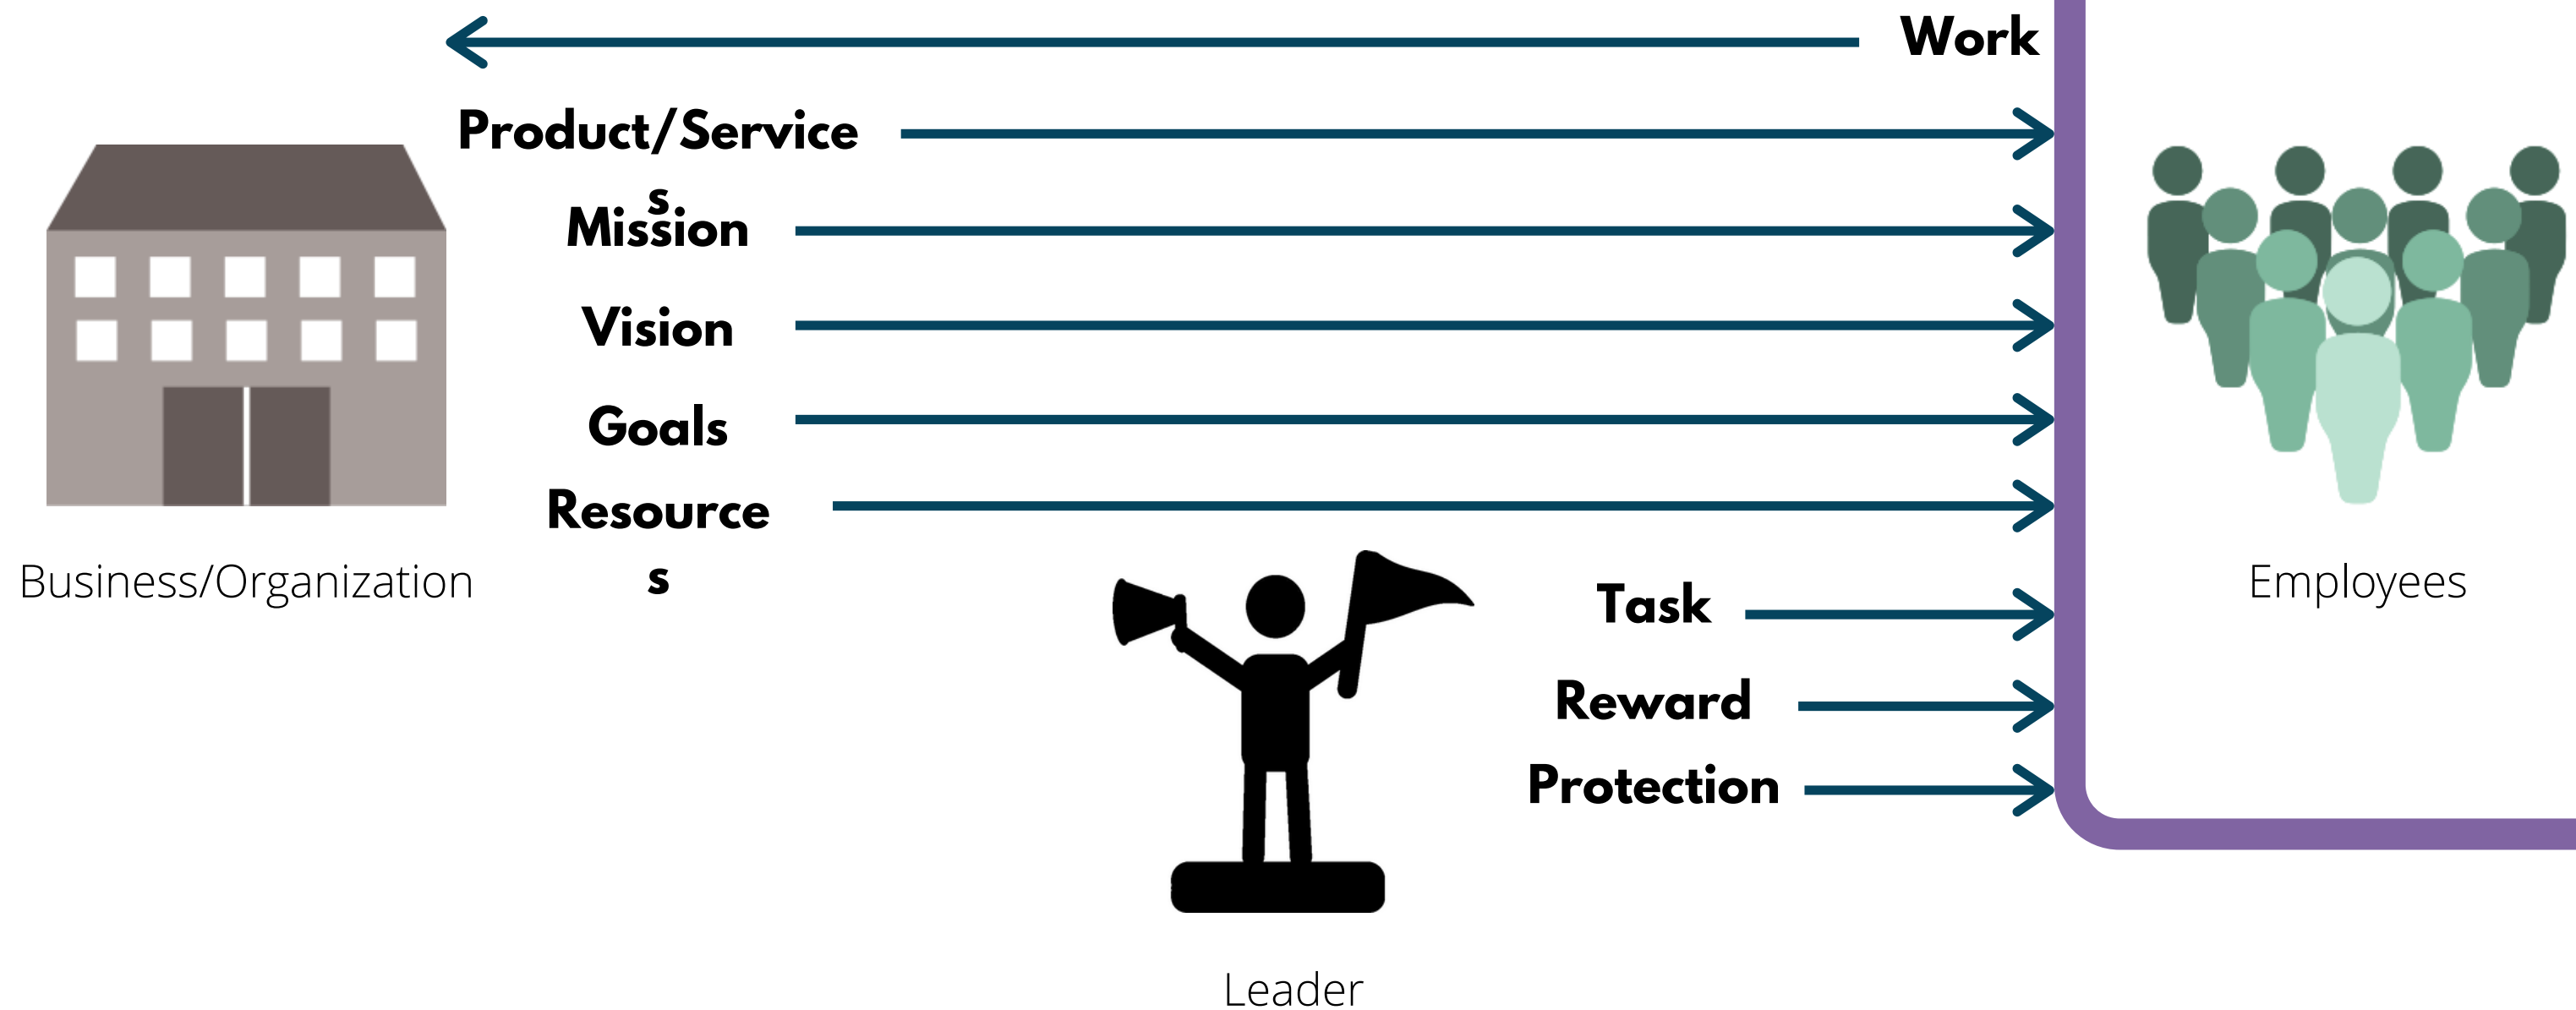 Work
Product/Service
s
Mission
Vision
Goals
Resource
s
Business/Organization
Employees
Task
Reward
Protection
Leader